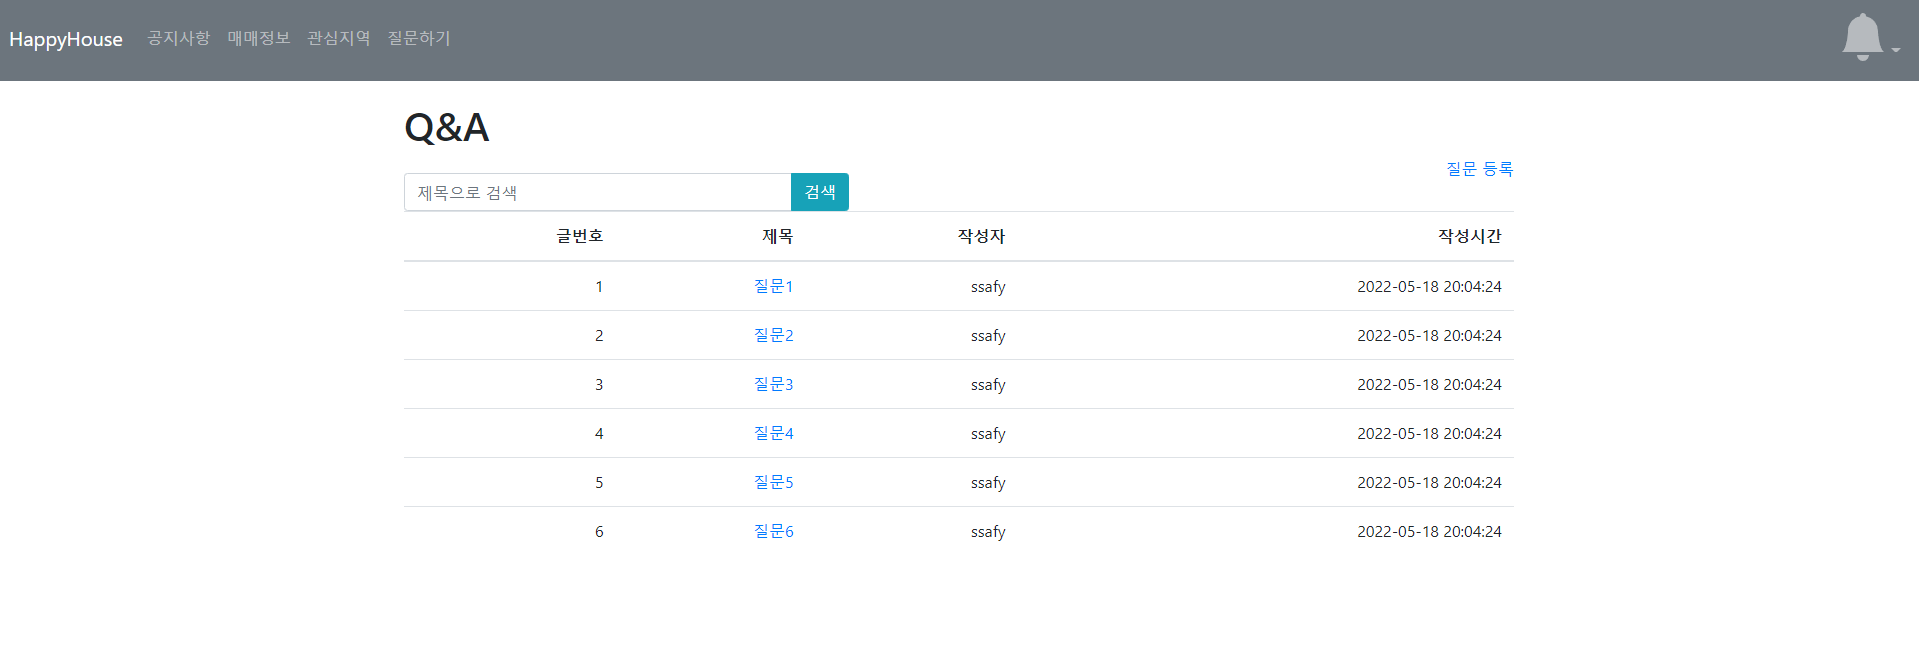 HappyHouse 공지사항 매매정보 관심지역 질문하기
Q&A
질문 등록
제목으로 검색 검색
글번호 제목 작성자 작성시간
1 질문1 ssafy 2022-05-18 20:04:24
2 질문2 ssafy 2022-05-18 20:04:24
3 질문3 ssafy 2022-05-18 20:04:24
4 질문4 ssafy 2022-05-18 20:04:24
5 질문5 ssafy 2022-05-18 20:04:24
6 질문6 ssafy 2022-05-18 20:04:24